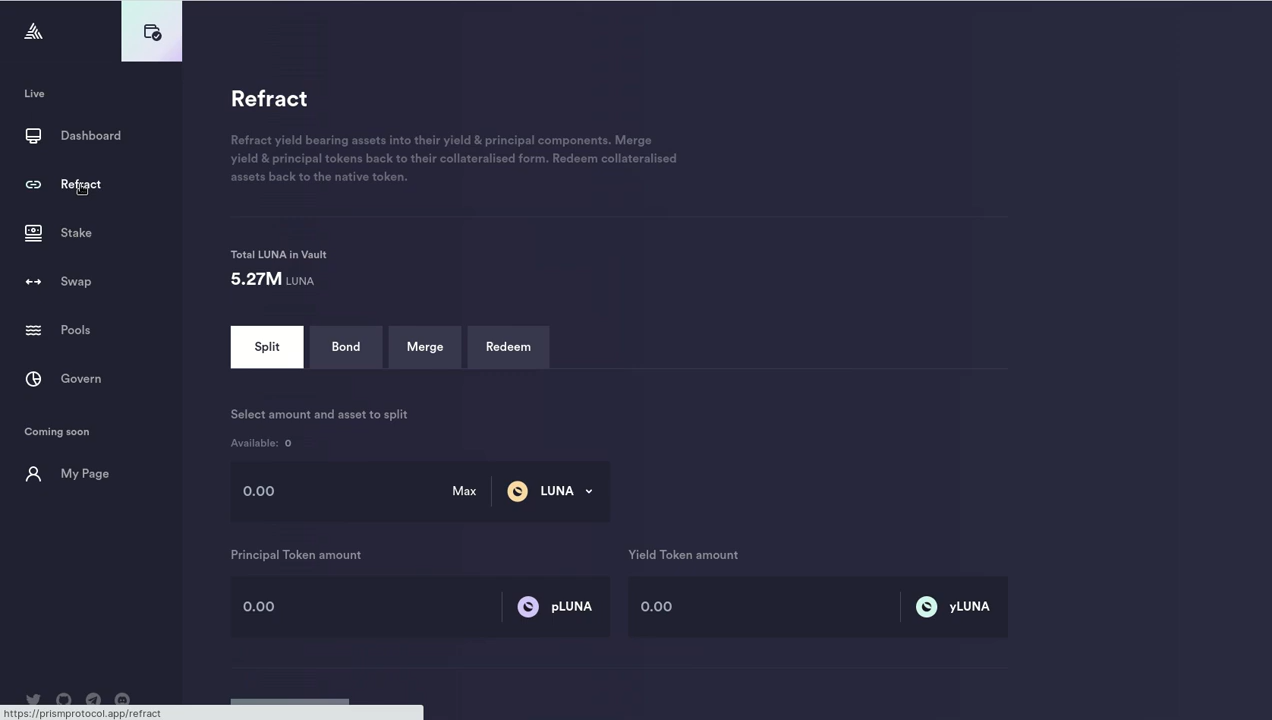 Live
Dashboard
Refract
Stake
Swap
Pools
Govern
Coming soon
My Page
Refract
Refract yield bearing assets into their yield & principal components. Merge
yield & principal tokens back to their collateralised form. Redeem collateralised
assets back to the native token.
Total LUNA in Vault
5.27M LUNA
Split Bond Merge Redeem
Select amount and asset to split
Available: 0
0.00 Max LUNA
Principal Token amount
0.00 pLUNA
Yield Token amount
0.00 yLUNA
https://prismprotocol.app/refract